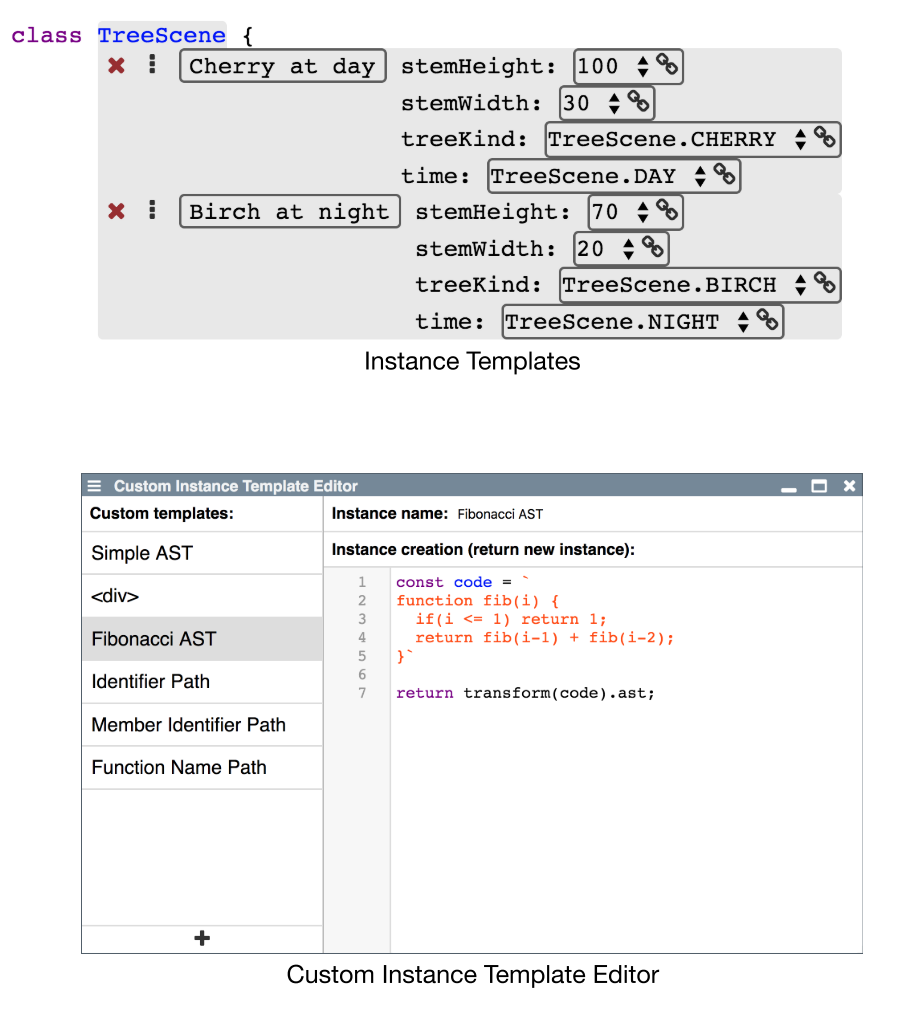 class TreeScene {
Cherry at day stemHeight: 100
stemWidth: 30
treeKind: TreeScene.CHERRY
time: TreeScene.DAY
Birch at night stemHeight: 70
stemWidth: 20
treeKind: TreeScene.BIRCH
time: TreeScene.NIGHT
Instance Templates
Custom Instance Template Editor
Custom templates:
Simple AST
<div>
Fibonacci AST
Identifier Path
Member Identifier Path
Function Name Path
+
Instance name: Fibonacci AST
Instance creation (return new instance):
1 const code = `
2 function fib(i) {
3   if(i <= 1) return 1;
4   return fib(i-1) + fib(i-2);
5 }`
6
7 return transform(code).ast;
Custom Instance Template Editor